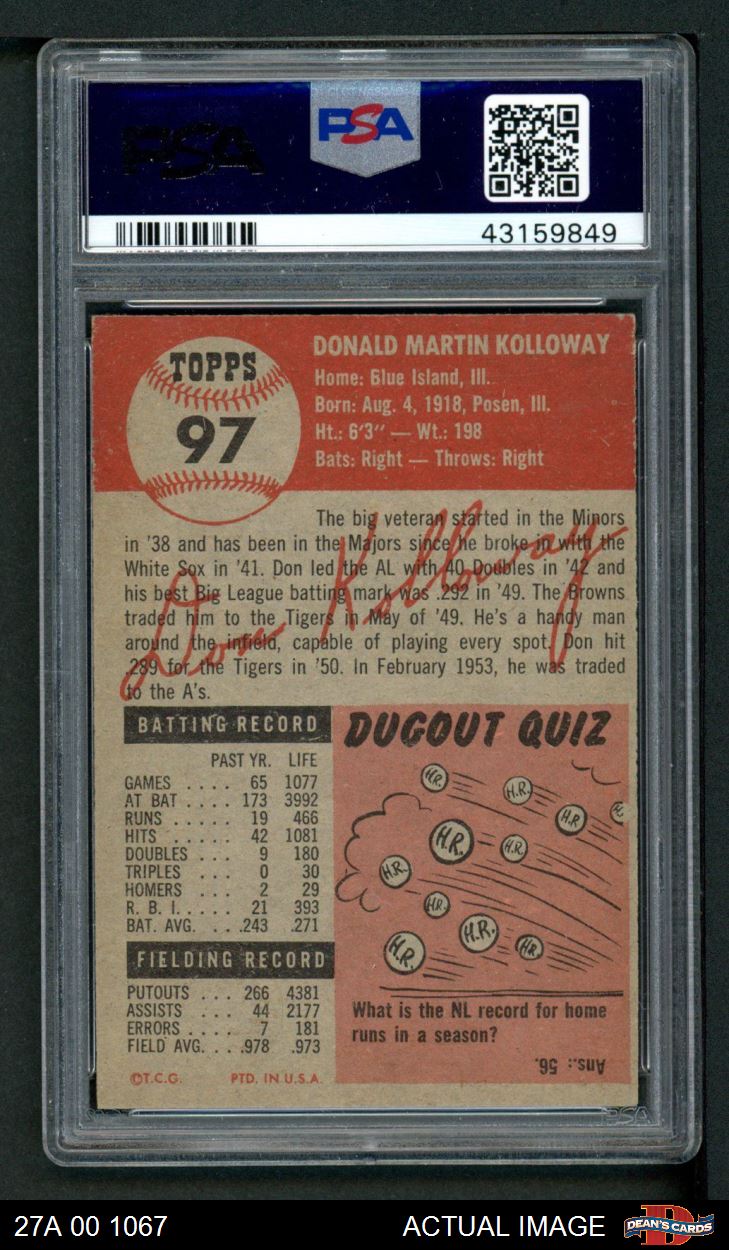 PSA
PSA
43159849
TOPPS
97
DONALD MARTIN KOLLOWAY
Home: Blue Island, Ill.
Born: Aug. 4, 1918, Posen, Ill.
Ht.: 6'3" — Wt.: 198
Bats: Right — Throws: Right
The big veteran started in the Minors
in '38 and has been in the Majors since he broke in with the
White Sox in '41. Don led the AL with 40 Doubles in '42 and
his best Big League batting mark was .292 in '49. The Browns
traded him to the Tigers in May of '49. He's a handy man
around the infield, capable of playing every spot. Don hit
.289 for the Tigers in '50. In February 1953, he was traded
to the A's.
Don Kolloway
BATTING RECORD
PAST YR. LIFE
GAMES .... 65 1077
AT BAT .... 173 3992
RUNS ..... 19 466
HITS ..... 42 1081
DOUBLES ... 9 180
TRIPLES ... 0 30
HOMERS ... 2 29
R. B. I. .... 21 393
BAT. AVG. ... .243 .271
FIELDING RECORD
PUTOUTS ... 266 4381
ASSISTS ... 44 2177
ERRORS .... 7 181
FIELD AVG. ... .978 .973
©T.C.G. PTD. IN U.S.A.
DUGOUT QUIZ
H.R.
H.R.
H.R.
H.R.
H.R.
H.R.
H.R.
H.R.
H.R.
H.R.
What is the NL record for home
runs in a season?
Ans.: 56.
PSA
27A 00 1067
ACTUAL IMAGE
DEAN'S CARDS